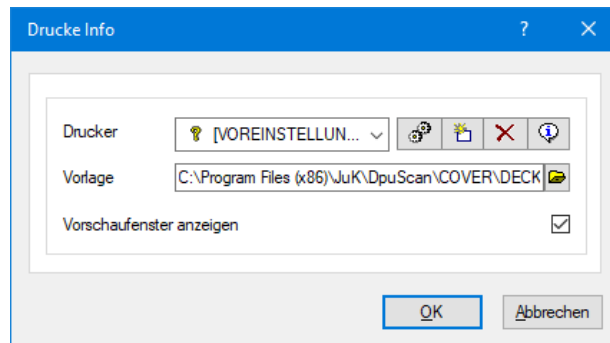 Drucke Info
Drucker [VOREINSTELLUN...
Vorlage C:\Program Files (x86)\JuK\DpuScan\COVER\DECK
Vorschaufenster anzeigen
OK Abbrechen